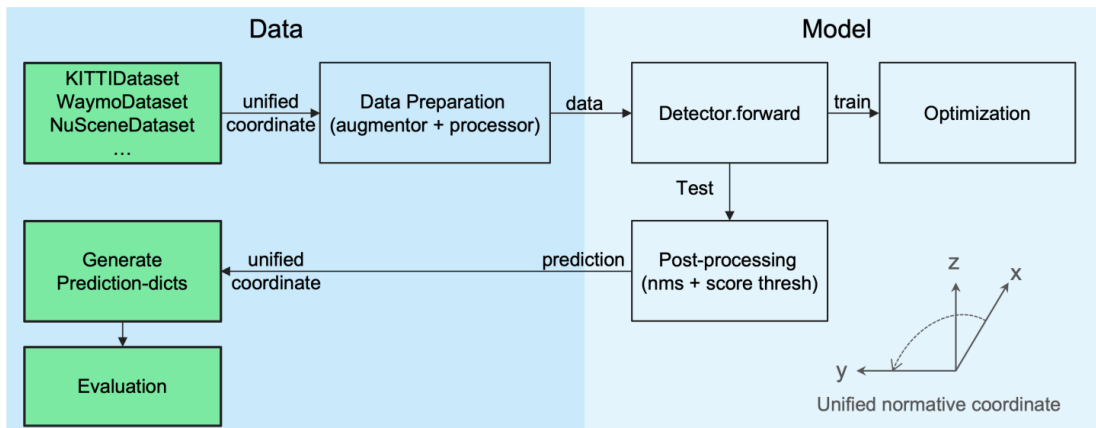 Data
Model
KITTIDataset
WaymoDataset
NuSceneDataset
...
unified
coordinate
Data Preparation
(augmentor + processor)
data
Detector.forward
train
Optimization
Test
Generate
Prediction-dicts
unified
coordinate
prediction
Post-processing
(nms + score thresh)
Evaluation
z
x
y
Unified normative coordinate